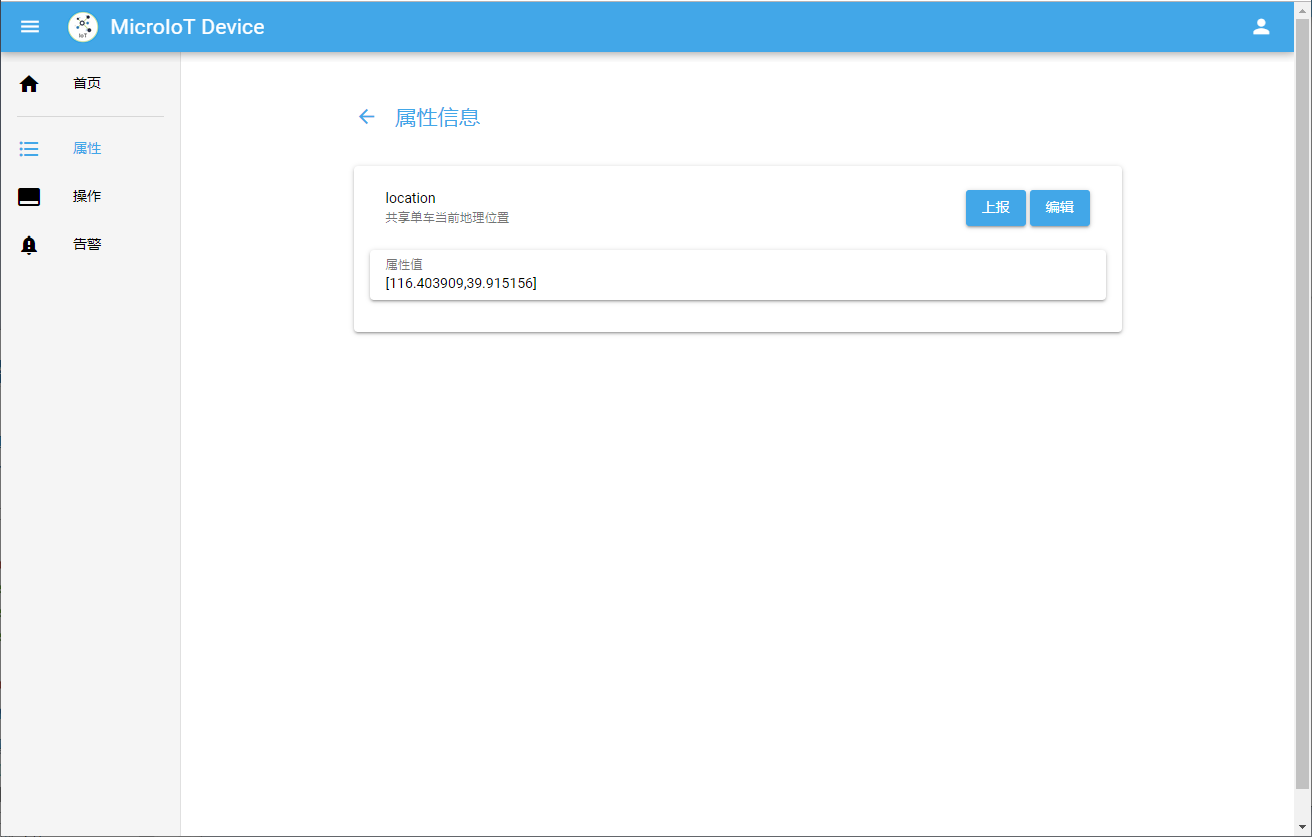 IoT
MicroIoT Device
首页
属性
操作
告警
属性信息
location
共享单车当前地理位置
上报
编辑
属性值
[116.403909,39.915156]